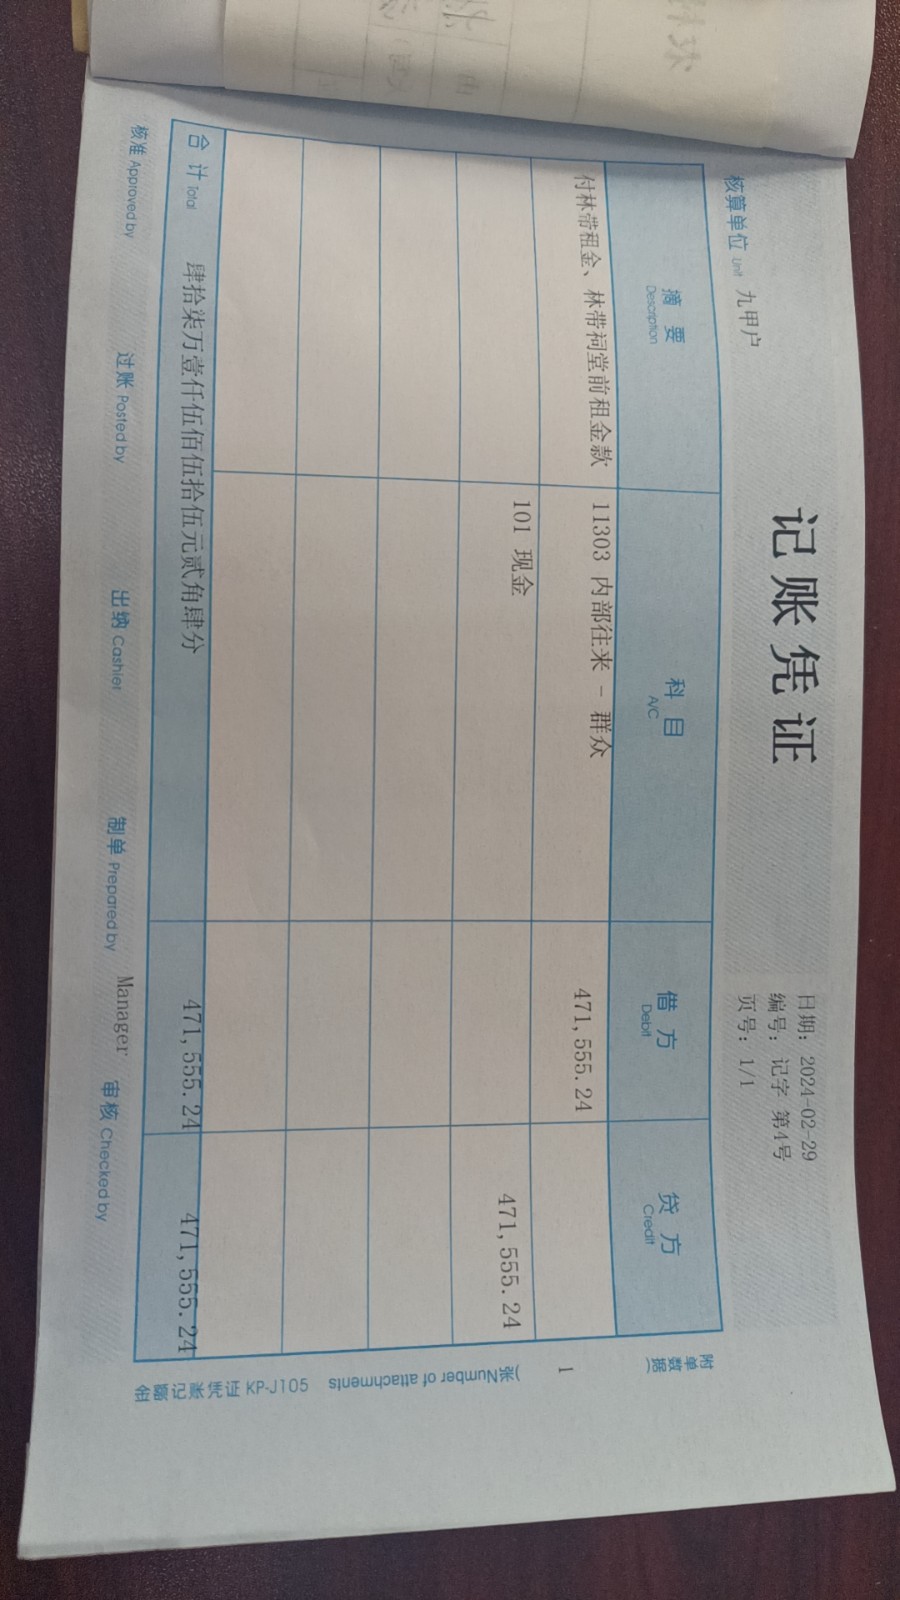 记账凭证
日期: 2024-02-29
编号: 记字 第4号
核算单位 Unit 九甲户
页号: 1/1
摘要 Description 科目 A/C 借方 Debit 贷方 Credit
付林带租金、林带祠堂前租金款 11303 内部往来 - 群众 471,555.24
101 现金 471,555.24
合计 Total 肆拾柒万壹仟伍佰伍拾伍元贰角肆分 471,555.24 471,555.24
附单数(据 1 张)Number of attachments
金蝶记账凭证 KP-J105
核准 Approved by 过账 Posted by 出纳 Cashier 制单 Prepared by Manager 审核 Checked by